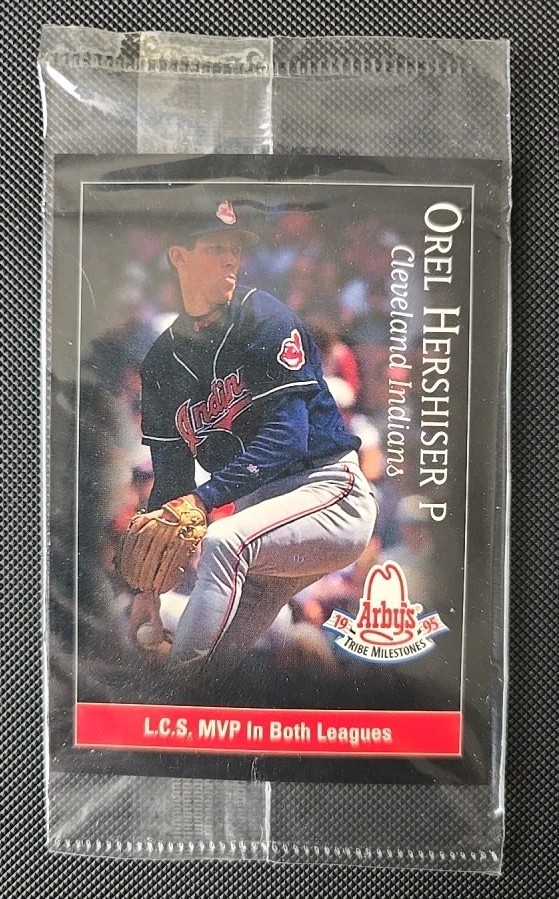 OREL HERSHISER P
Cleveland Indians
Indians
Arby's
19 95
TRIBE MILESTONES
L.C.S. MVP In Both Leagues